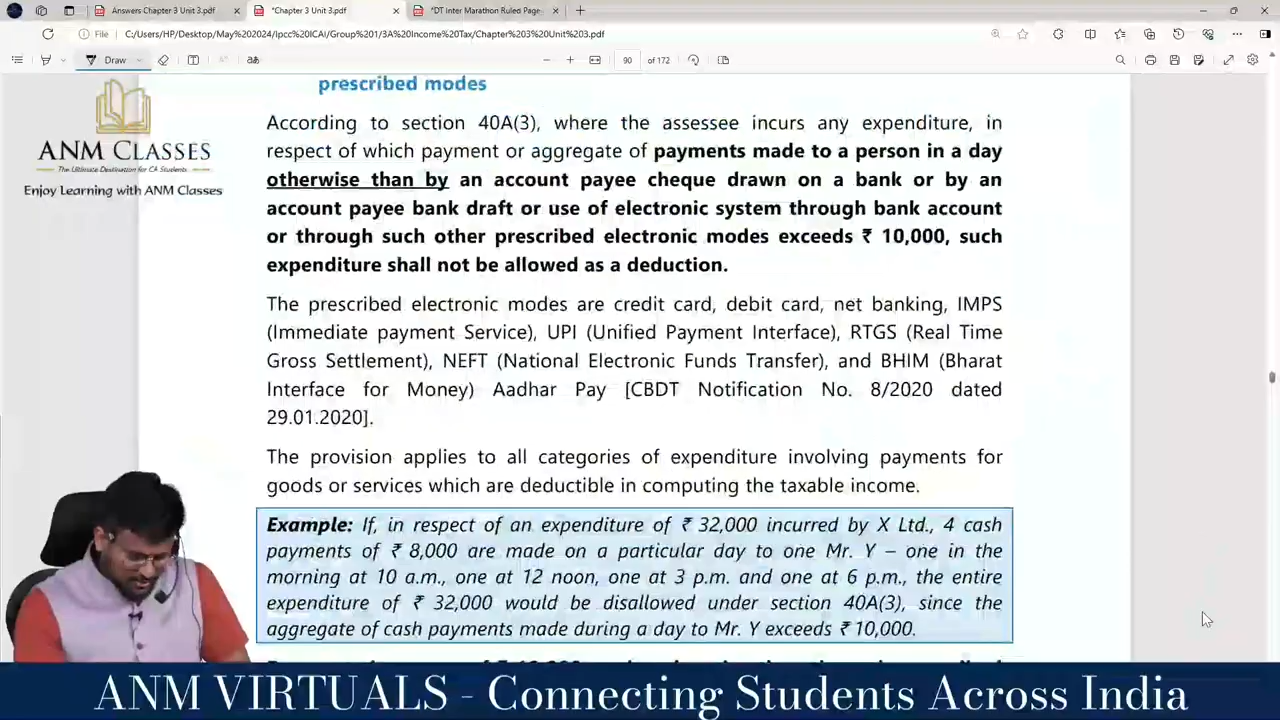 Answers Chapter 3 Unit 3.pdf
*Chapter 3 Unit 3.pdf
*DT Inter Marathon Ruled Page
File
C:/Users/HP/Desktop/May%202024/Ipcc%20ICAI/Group%201/3A%20Income%20Tax/Chapter%203%20Unit%203.pdf
Draw
90 of 172
prescribed modes
According to section 40A(3), where the assessee incurs any expenditure, in
respect of which payment or aggregate of payments made to a person in a day
otherwise than by an account payee cheque drawn on a bank or by an
account payee bank draft or use of electronic system through bank account
or through such other prescribed electronic modes exceeds ₹ 10,000, such
expenditure shall not be allowed as a deduction.
The prescribed electronic modes are credit card, debit card, net banking, IMPS
(Immediate payment Service), UPI (Unified Payment Interface), RTGS (Real Time
Gross Settlement), NEFT (National Electronic Funds Transfer), and BHIM (Bharat
Interface for Money) Aadhar Pay [CBDT Notification No. 8/2020 dated
29.01.2020].
The provision applies to all categories of expenditure involving payments for
goods or services which are deductible in computing the taxable income.
Example: If, in respect of an expenditure of ₹ 32,000 incurred by X Ltd., 4 cash
payments of ₹ 8,000 are made on a particular day to one Mr. Y – one in the
morning at 10 a.m., one at 12 noon, one at 3 p.m. and one at 6 p.m., the entire
expenditure of ₹ 32,000 would be disallowed under section 40A(3), since the
aggregate of cash payments made during a day to Mr. Y exceeds ₹ 10,000.
ANM CLASSES
The Ultimate Destination for CA Students
Enjoy Learning with ANM Classes
ANM VIRTUALS - Connecting Students Across India